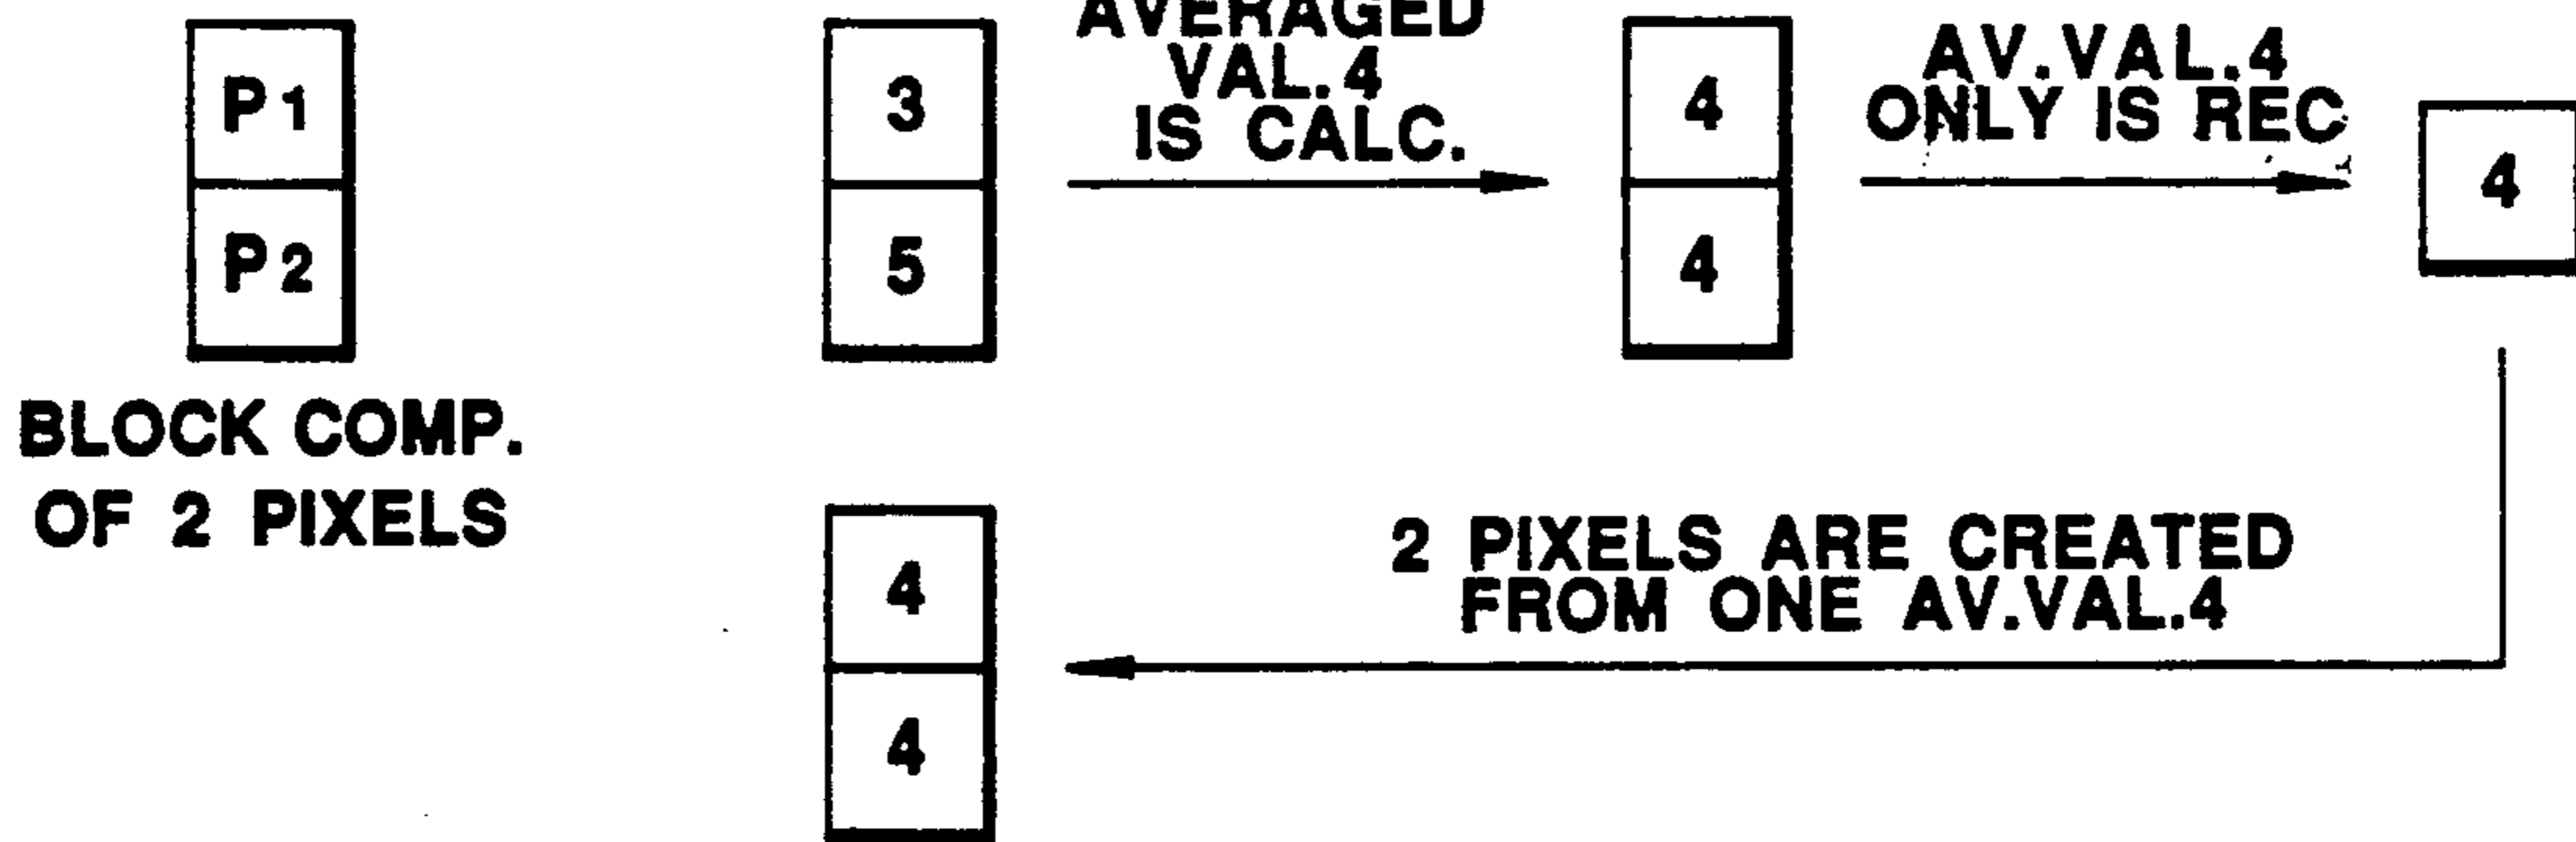 P1
P2
BLOCK COMP.
OF 2 PIXELS
3
5
AVERAGED
VAL.4
IS CALC.
4
4
AV.VAL.4
ONLY IS REC
4
2 PIXELS ARE CREATED
FROM ONE AV.VAL.4
4
4